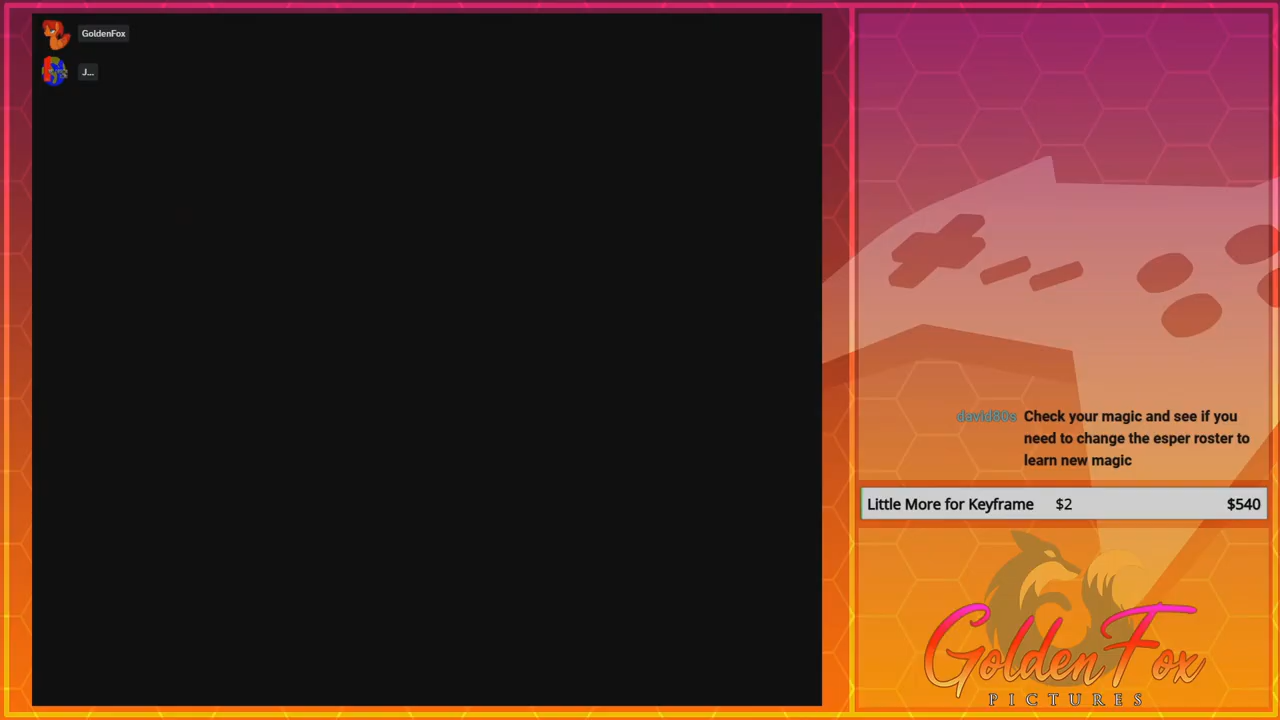 GoldenFox
J...
david80s Check your magic and see if you
need to change the esper roster to
learn new magic
Little More for Keyframe $2 $540
GoldenFox
PICTURES